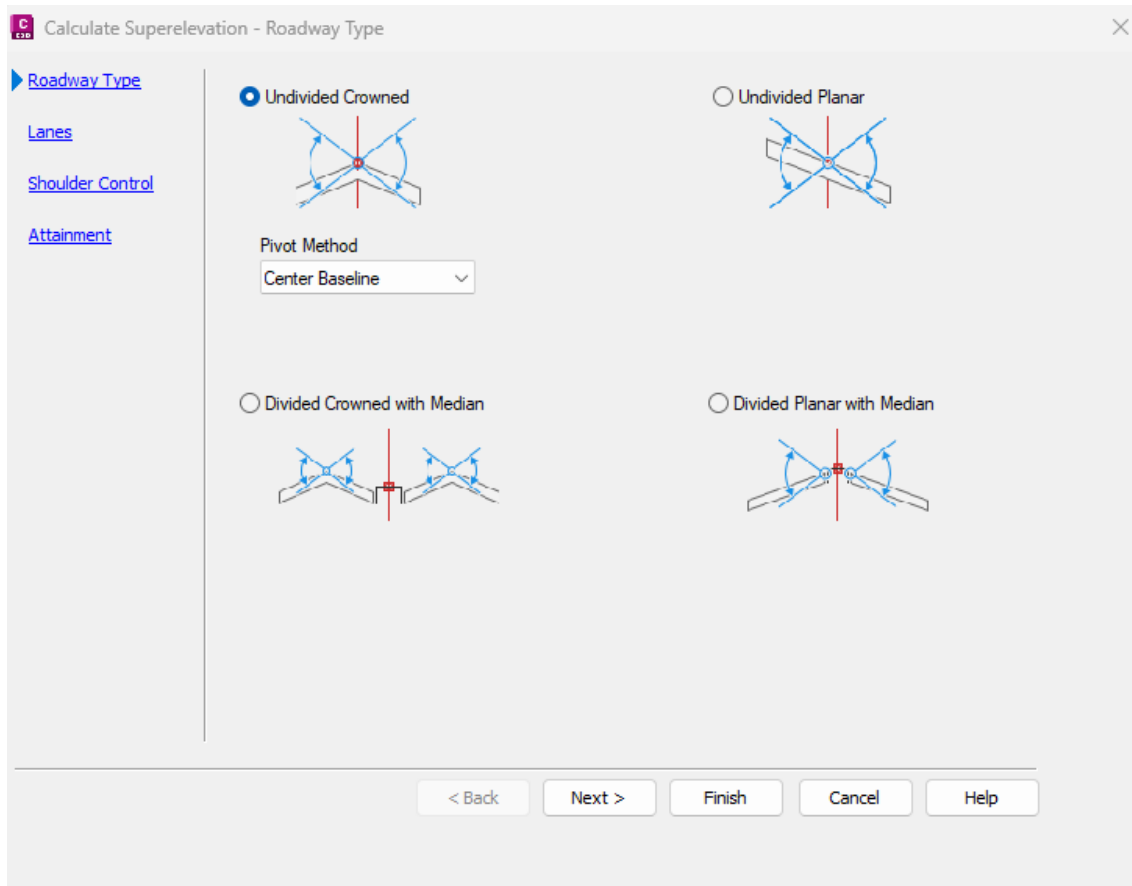 C
C3D
Calculate Superelevation - Roadway Type
Roadway Type
Lanes
Shoulder Control
Attainment
Undivided Crowned
Undivided Planar
Pivot Method
Center Baseline
Divided Crowned with Median
Divided Planar with Median
< Back
Next >
Finish
Cancel
Help